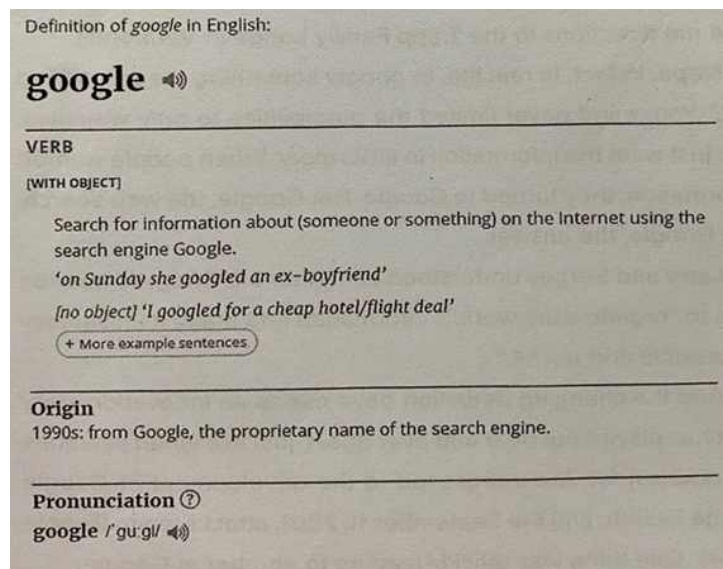 Definition of google in English:
google
VERB
[WITH OBJECT]
Search for information about (someone or something) on the Internet using the
search engine Google.
‘on Sunday she googled an ex–boyfriend’
[no object] ‘I googled for a cheap hotel/flight deal’
+ More example sentences
Origin
1990s: from Google, the proprietary name of the search engine.
Pronunciation ?
google /ˈɡuːɡl/